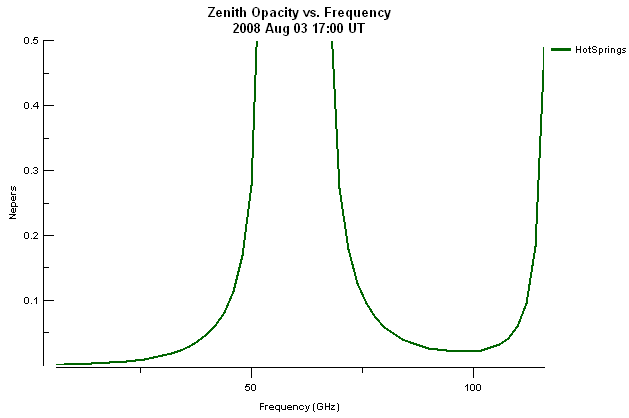 Zenith Opacity vs. Frequency
2008 Aug 03 17:00 UT
HotSprings
0.5
0.4
0.3
0.2
0.1
Nepers
50
100
Frequency (GHz)